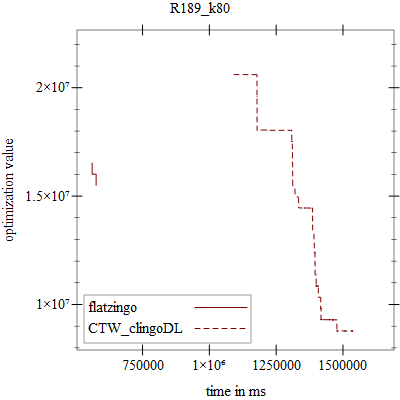 R189_k80
optimization value
2×10⁷
1.5×10⁷
1×10⁷
flatzingo
CTW_clingoDL
750000 1×10⁶ 1250000 1500000
time in ms